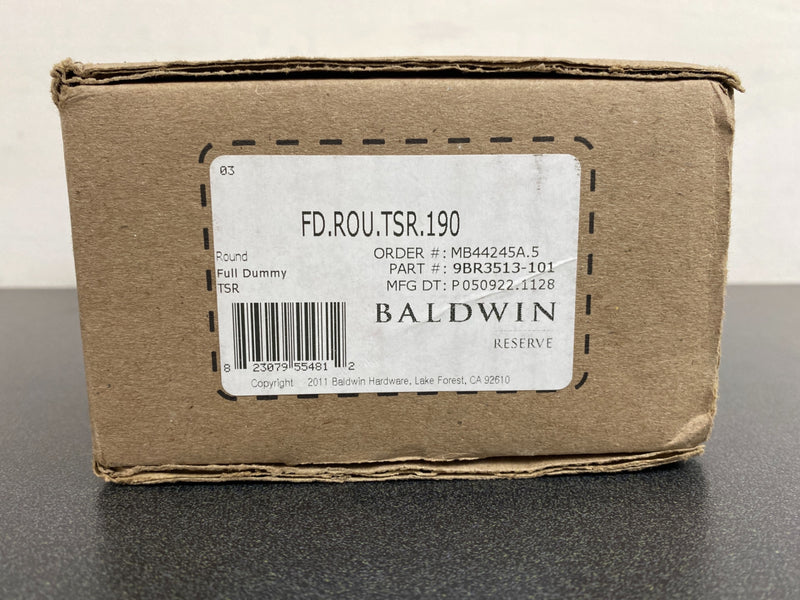 03
FD.ROU.TSR.190
Round
Full Dummy
TSR
ORDER #: MB44245A.5
PART #: 9BR3513-101
MFG DT: P 050922.1128
BALDWIN
RESERVE
8 23079 55481 2
Copyright 2011 Baldwin Hardware, Lake Forest, CA 92610